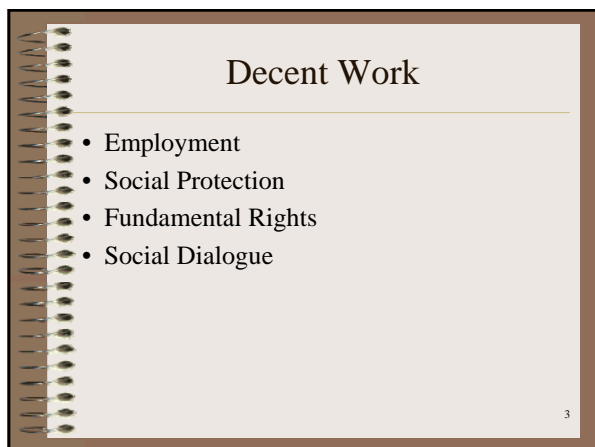 Decent Work
• Employment
• Social Protection
• Fundamental Rights
• Social Dialogue
3